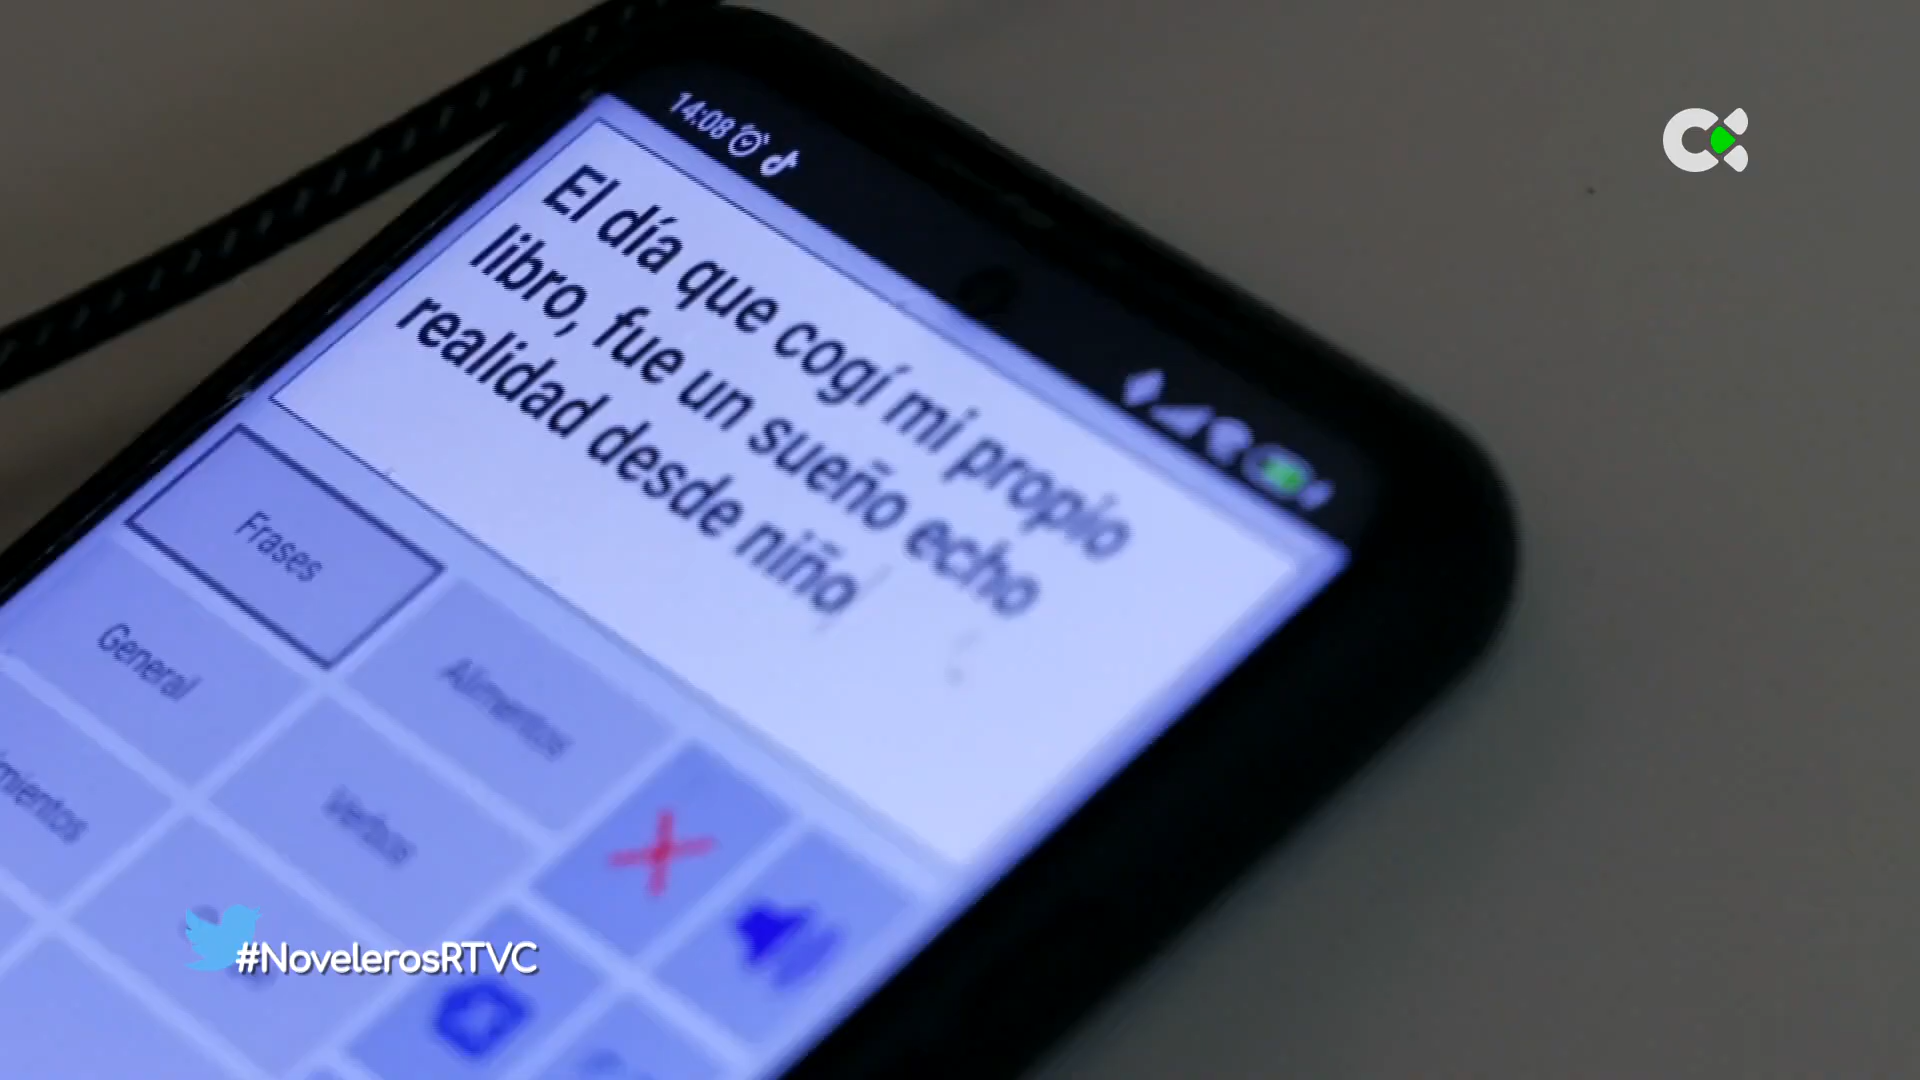 14:08
El día que cogí mi propio
libro, fue un sueño echo
realidad desde niño
Frases
General
Alimentos
Verbos
#NovelerosRTVC